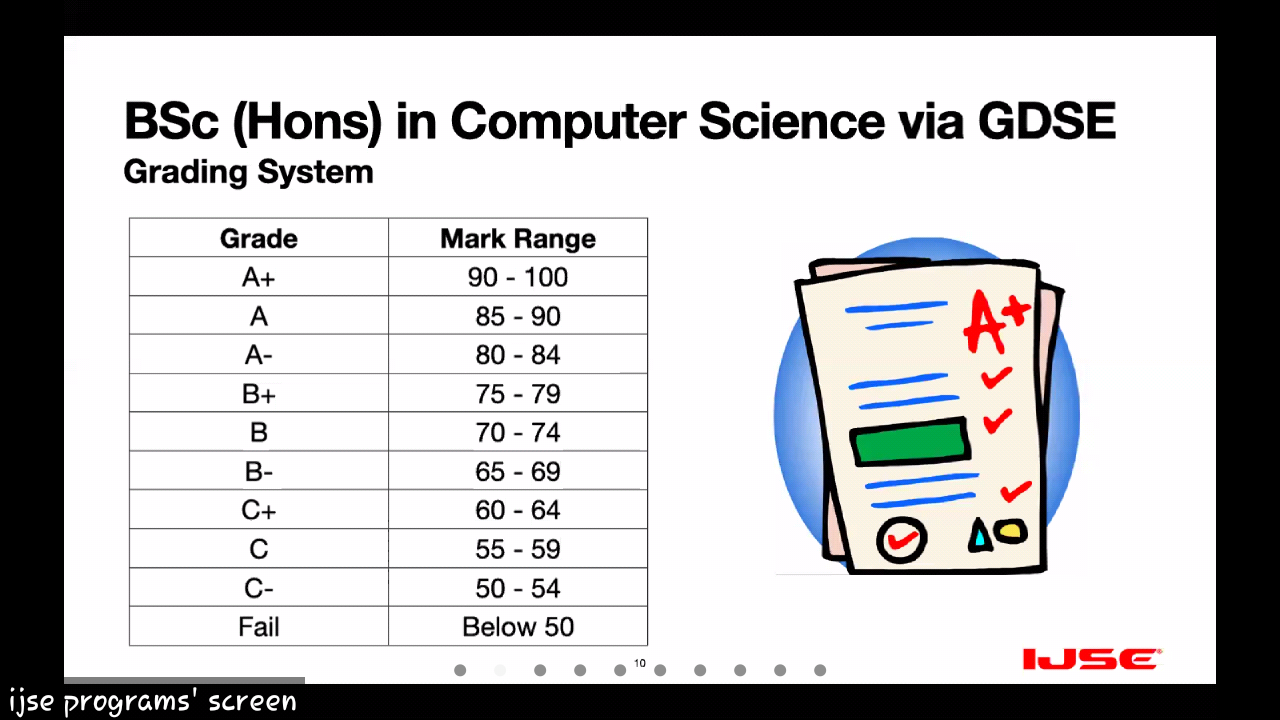 BSc (Hons) in Computer Science via GDSE
Grading System
Grade Mark Range
A+ 90 - 100
A 85 - 90
A- 80 - 84
B+ 75 - 79
B 70 - 74
B- 65 - 69
C+ 60 - 64
C 55 - 59
C- 50 - 54
Fail Below 50
A+
10
IJSE
ijse programs' screen